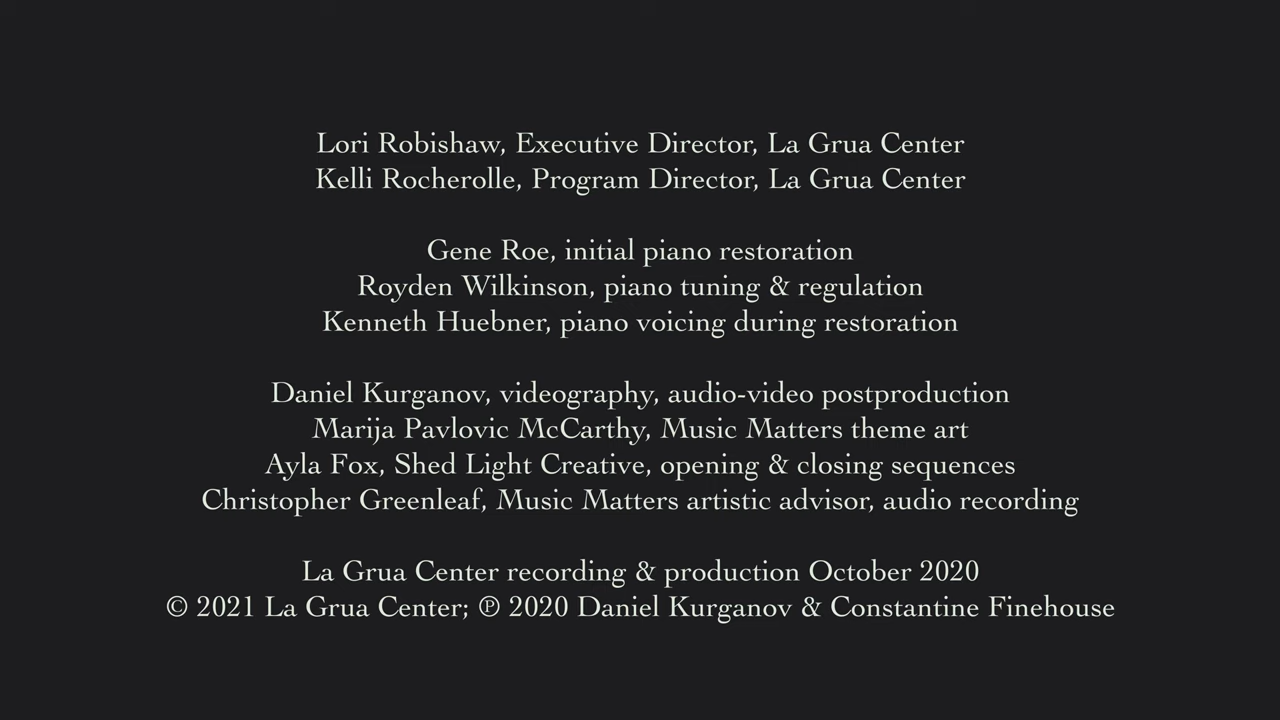 Lori Robishaw, Executive Director, La Grua Center
Kelli Rocherolle, Program Director, La Grua Center
Gene Roe, initial piano restoration
Royden Wilkinson, piano tuning & regulation
Kenneth Huebner, piano voicing during restoration
Daniel Kurganov, videography, audio-video postproduction
Marija Pavlovic McCarthy, Music Matters theme art
Ayla Fox, Shed Light Creative, opening & closing sequences
Christopher Greenleaf, Music Matters artistic advisor, audio recording
La Grua Center recording & production October 2020
© 2021 La Grua Center; ℗ 2020 Daniel Kurganov & Constantine Finehouse